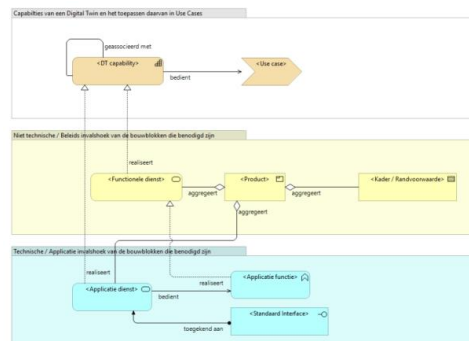 Capabilties van een Digital Twin en het toepassen daarvan in Use Cases
geassocieerd met
<DT capability>
<Use case>
bedient
Niet technische / Beleids invalshoek van de bouwblokken die benodigd zijn
realiseert
<Functionele dienst>
<Product>
<Kader / Randvoorwaarde>
aggregeert
aggregeert
aggregeert
Technische / Applicatie invalshoek van de bouwblokken die benodigd zijn
realiseert
realiseert
<Applicatie dienst>
<Applicatie functie>
bedient
<Standaard Interface>
toegekend aan